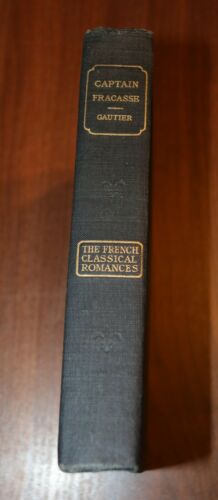 CAPTAIN
FRACASSE
GAUTIER
THE FRENCH
CLASSICAL
ROMANCES